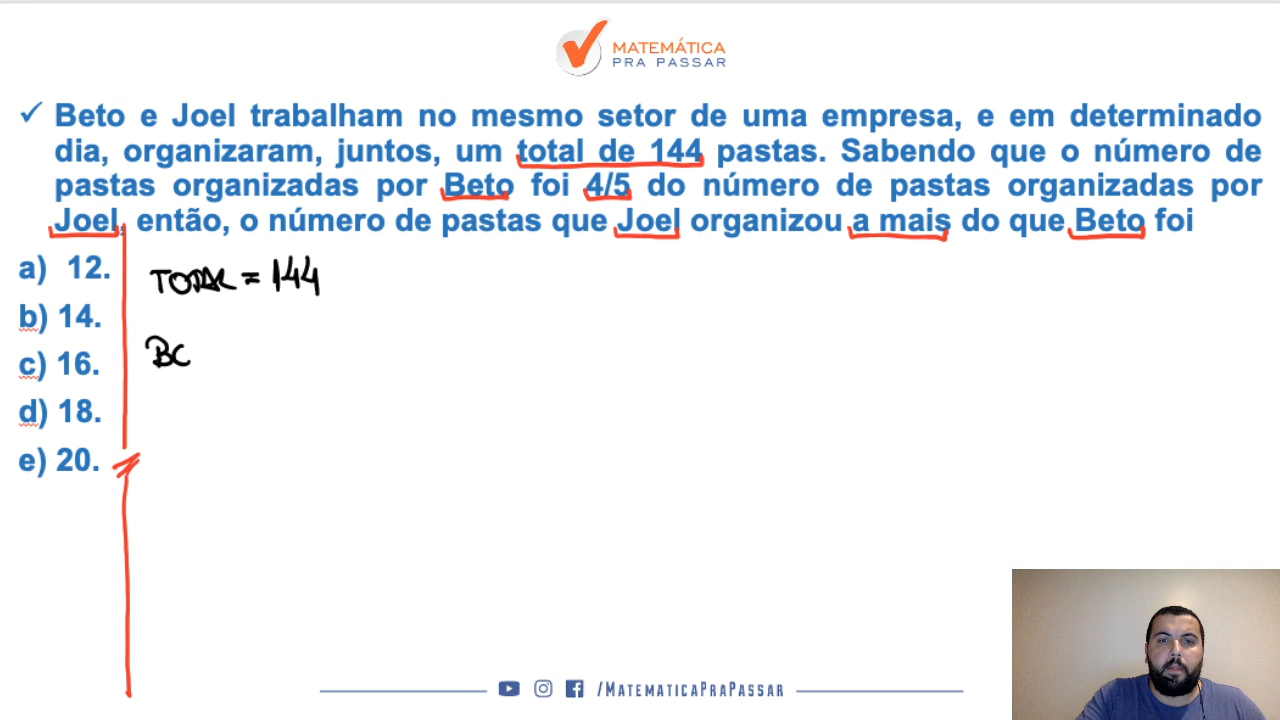 MATEMÁTICA
PRA PASSAR
✓ Beto e Joel trabalham no mesmo setor de uma empresa, e em determinado
dia, organizaram, juntos, um total de 144 pastas. Sabendo que o número de
pastas organizadas por Beto foi 4/5 do número de pastas organizadas por
Joel, então, o número de pastas que Joel organizou a mais do que Beto foi
a) 12.
b) 14.
c) 16.
d) 18.
e) 20.
TOTAL = 144
BC
/MATEMATICAPRAPASSAR